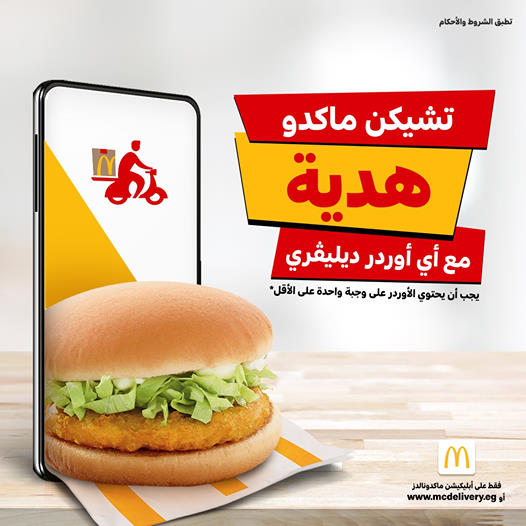 تطبق الشروط والأحكام
تشيكن ماكدو
هدية
مع أي أوردر ديليڤري
يجب أن يحتوي الأوردر على وجبة واحدة على الأقل*
فقط على أبليكيشن ماكدونالدز
أو www.mcdelivery.eg